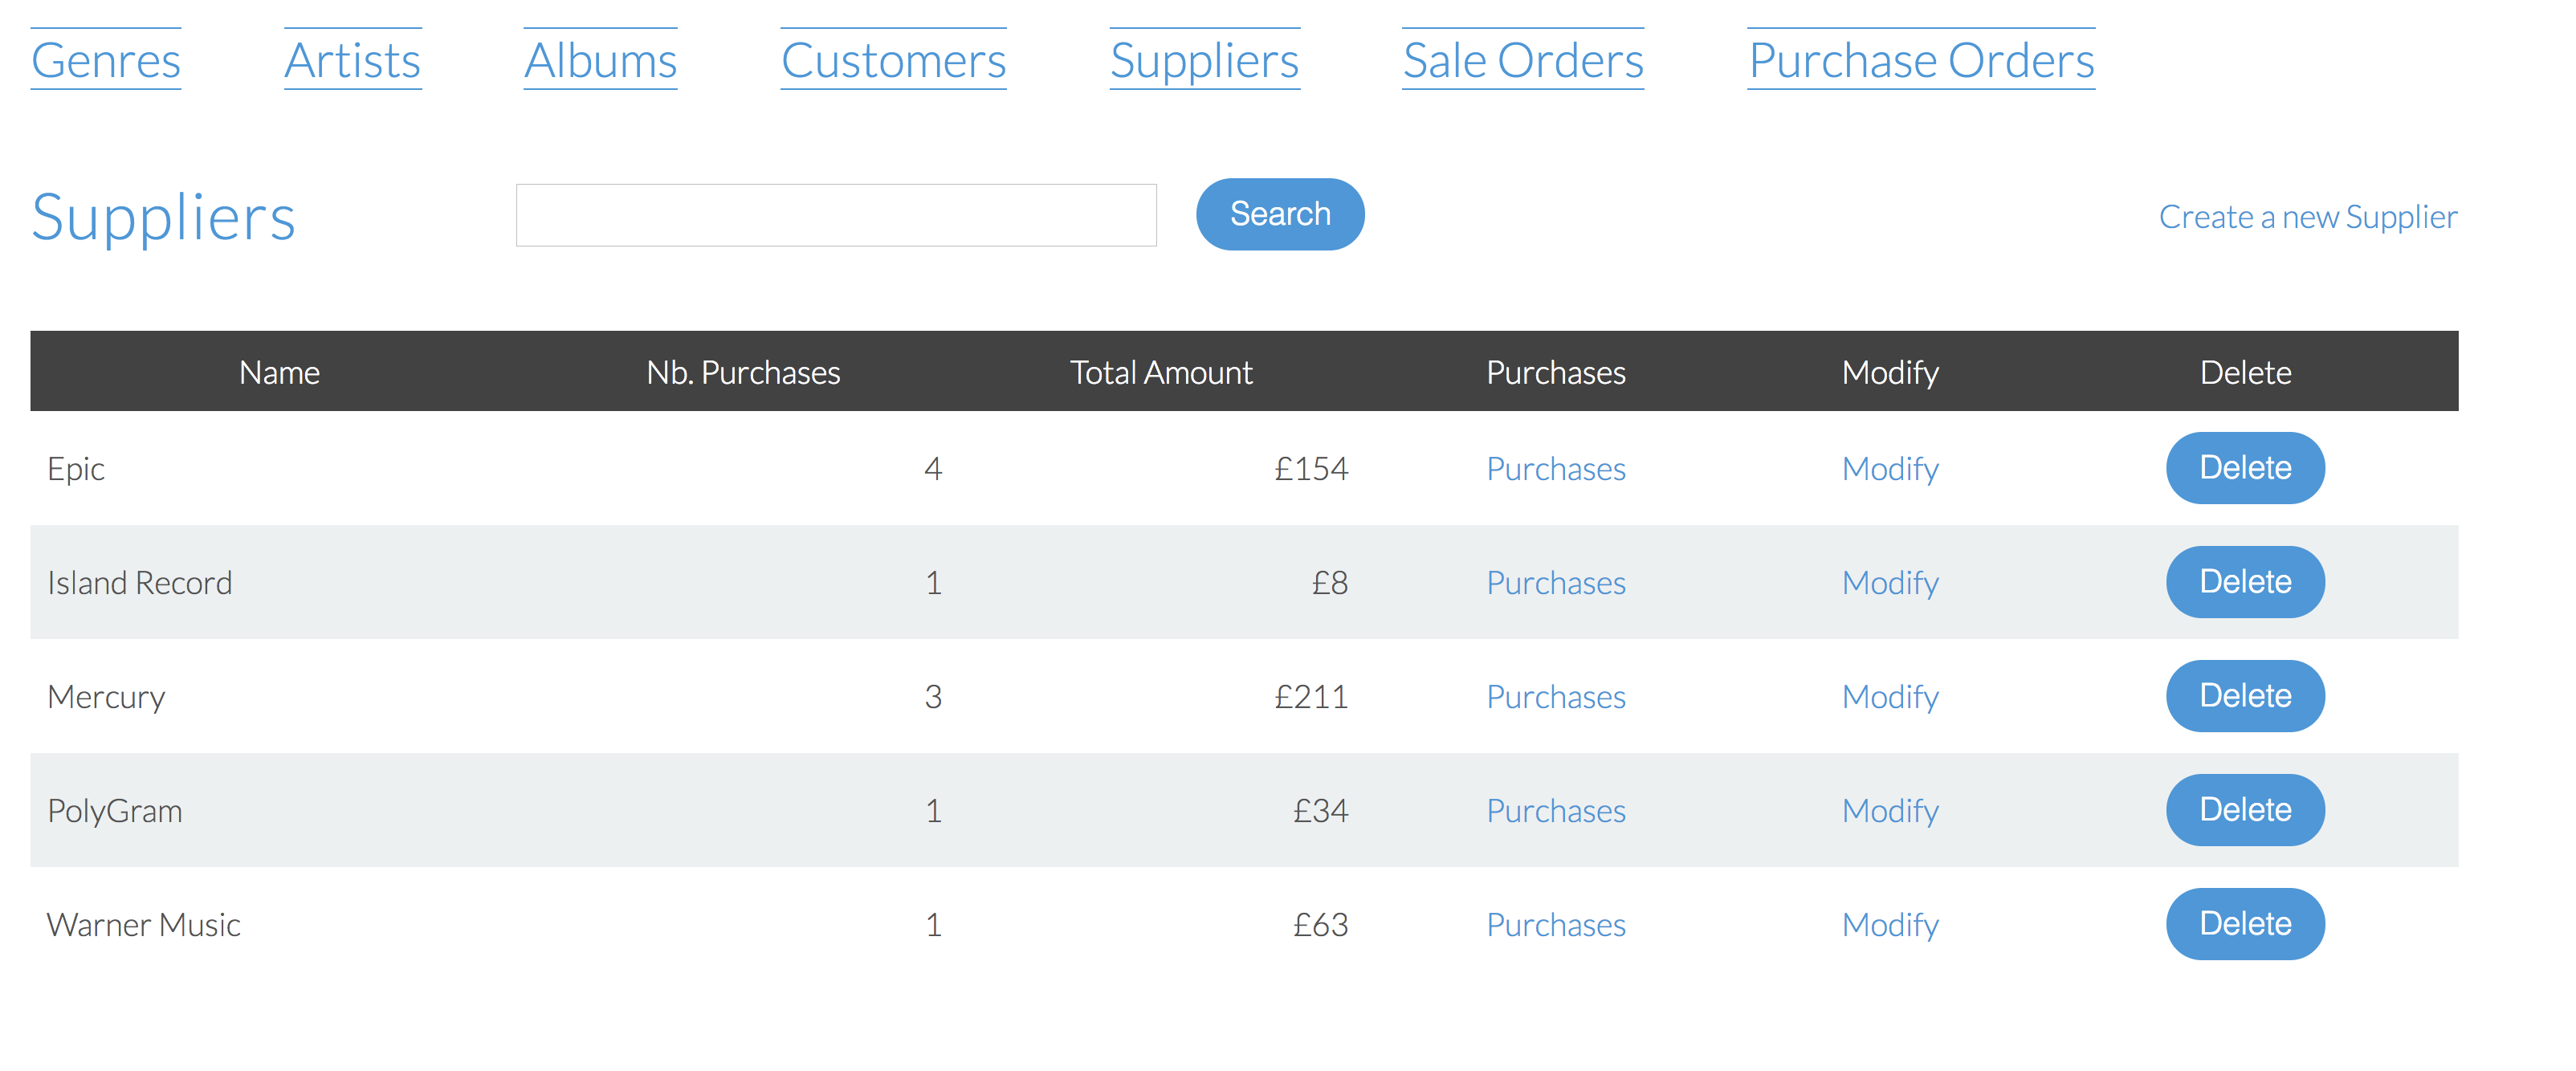 Genres Artists Albums Customers Suppliers Sale Orders Purchase Orders
Suppliers Search Create a new Supplier
Name Nb. Purchases Total Amount Purchases Modify Delete
Epic 4 £154 Purchases Modify Delete
Island Record 1 £8 Purchases Modify Delete
Mercury 3 £211 Purchases Modify Delete
PolyGram 1 £34 Purchases Modify Delete
Warner Music 1 £63 Purchases Modify Delete